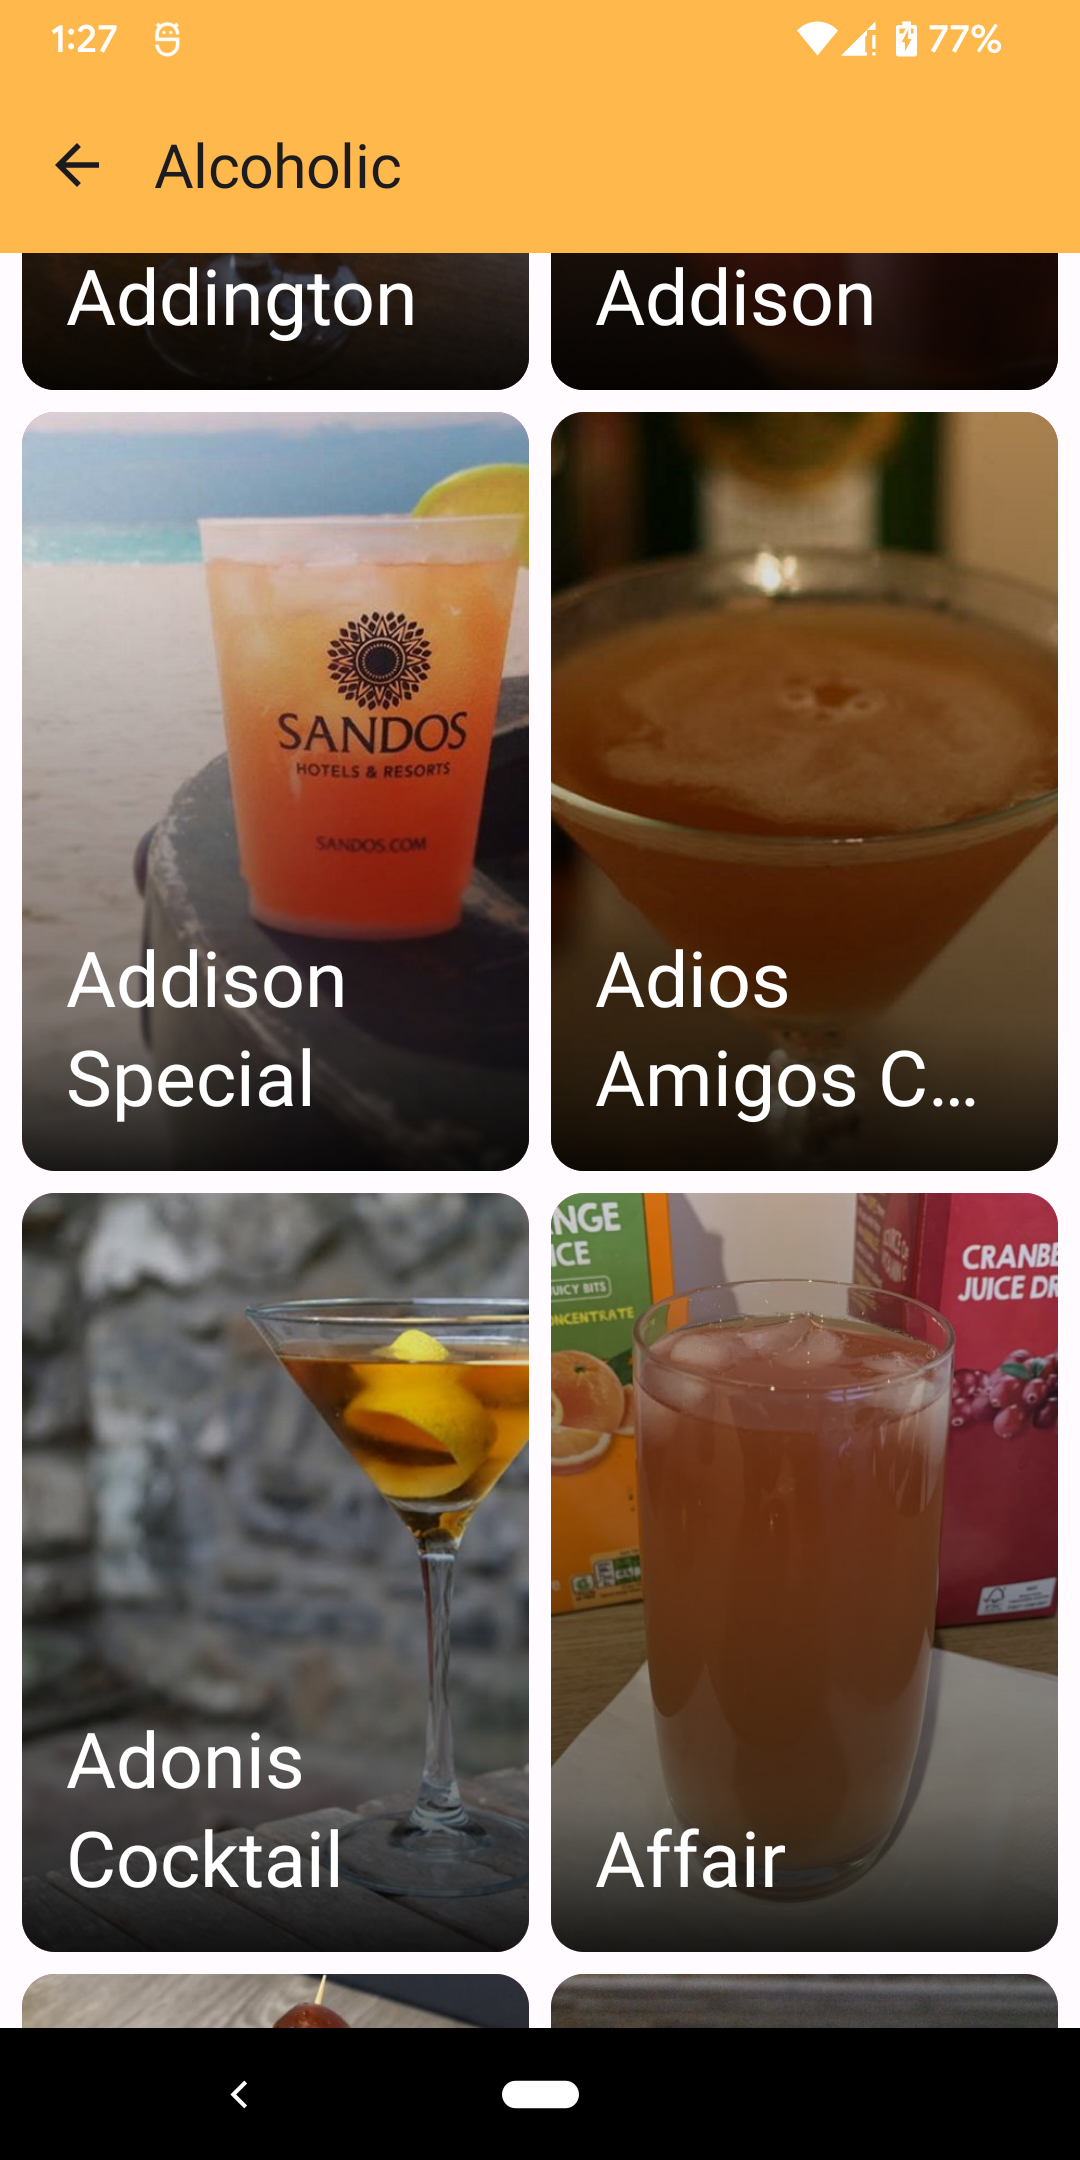 1:27
77%
Alcoholic
Addington
Addison
SANDOS
HOTELS & RESORTS
SANDOS.COM
Addison
Special
Adios
Amigos C...
NGE
ICE
UICY BITS
NCENTRATE
CRANBE
JUICE DR
Adonis
Cocktail
Affair